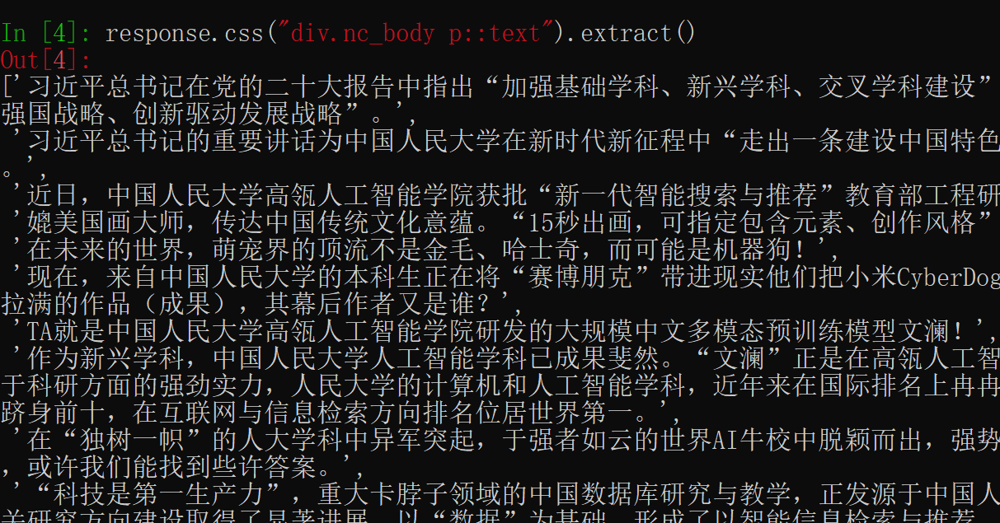 In [4]: response.css("div.nc_body p::text").extract()
Out[4]:
['习近平总书记在党的二十大报告中指出“加强基础学科、新兴学科、交叉学科建设”
强国战略、创新驱动发展战略”。',
'习近平总书记的重要讲话为中国人民大学在新时代新征程中“走出一条建设中国特色
。',
'近日，中国人民大学高瓴人工智能学院获批“新一代智能搜索与推荐”教育部工程研
'媲美国画大师，传达中国传统文化意蕴。“15秒出画，可指定包含元素、创作风格”
'在未来的世界，萌宠界的顶流不是金毛、哈士奇，而可能是机器狗！',
'现在，来自中国人民大学的本科生正在将“赛博朋克”带进现实他们把小米CyberDog
拉满的作品（成果），其幕后作者又是谁？',
'TA就是中国人民大学高瓴人工智能学院研发的大规模中文多模态预训练模型文澜！',
'作为新兴学科，中国人民大学人工智能学科已成果斐然。“文澜”正是在高瓴人工智
于科研方面的强劲实力，人民大学的计算机和人工智能学科，近年来在国际排名上冉冉
跻身前十，在互联网与信息检索方向排名位居世界第一。',
'在“独树一帜”的人大学科中异军突起，于强者如云的世界AI牛校中脱颖而出，强势
，或许我们能找到些许答案。',
'“科技是第一生产力”，重大卡脖子领域的中国数据库研究与教学，正发源于中国人
关研究方向建设取得了显著进展，以“数据”为基础，形成了以智能信息检索与推荐